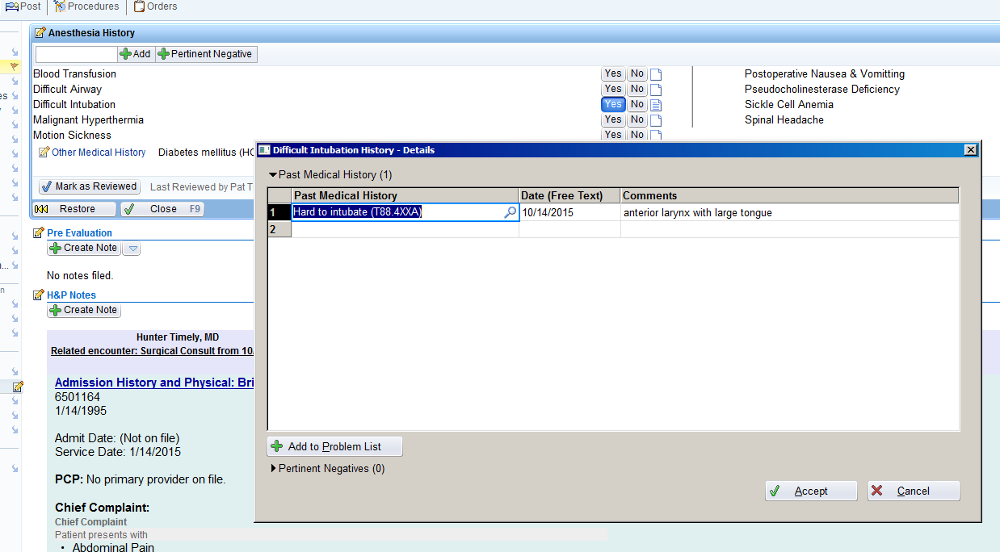 Post Procedures Orders
Anesthesia History
Add Pertinent Negative
Blood Transfusion Yes No Postoperative Nausea & Vomitting
Difficult Airway Yes No Pseudocholinesterase Deficiency
Difficult Intubation Yes No Sickle Cell Anemia
Malignant Hyperthermia Yes No Spinal Headache
Motion Sickness Yes No
Other Medical History Diabetes mellitus (HC
Mark as Reviewed Last Reviewed by Pat T
Restore Close F9
Difficult Intubation History - Details
Past Medical History (1)
Past Medical History Date (Free Text) Comments
1 Hard to intubate (T88.4XXA) 10/14/2015 anterior larynx with large tongue
2
Add to Problem List
Pertinent Negatives (0)
Accept Cancel
Pre Evaluation
Create Note
No notes filed.
H&P Notes
Create Note
Hunter Timely, MD
Related encounter: Surgical Consult from 10
Admission History and Physical: Bri
6501164
1/14/1995
Admit Date: (Not on file)
Service Date: 1/14/2015
PCP: No primary provider on file.
Chief Complaint:
Chief Complaint
Patient presents with
• Abdominal Pain